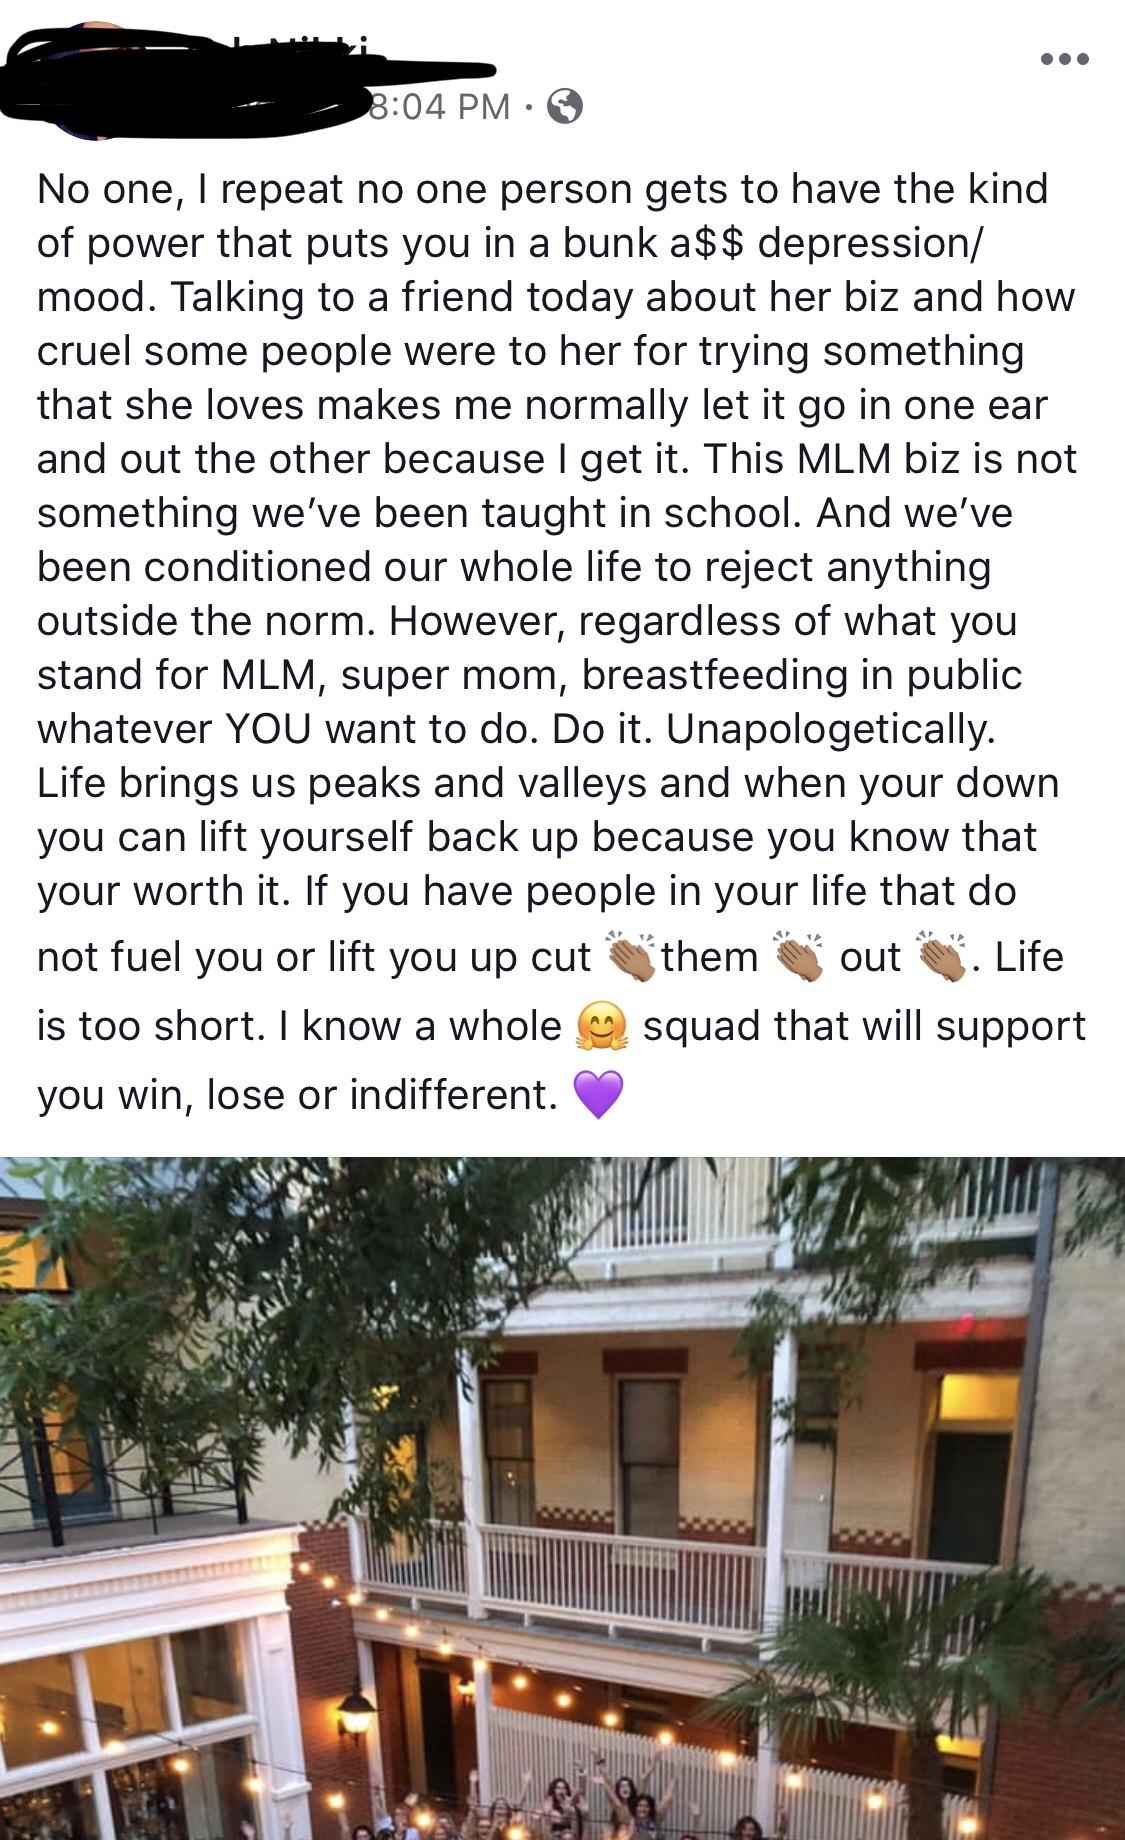 8:04 PM ·
No one, I repeat no one person gets to have the kind
of power that puts you in a bunk a$$ depression/
mood. Talking to a friend today about her biz and how
cruel some people were to her for trying something
that she loves makes me normally let it go in one ear
and out the other because I get it. This MLM biz is not
something we’ve been taught in school. And we’ve
been conditioned our whole life to reject anything
outside the norm. However, regardless of what you
stand for MLM, super mom, breastfeeding in public
whatever YOU want to do. Do it. Unapologetically.
Life brings us peaks and valleys and when your down
you can lift yourself back up because you know that
your worth it. If you have people in your life that do
not fuel you or lift you up cut 👏🏽them 👏🏽 out 👏🏽. Life
is too short. I know a whole 🤗 squad that will support
you win, lose or indifferent. 💜